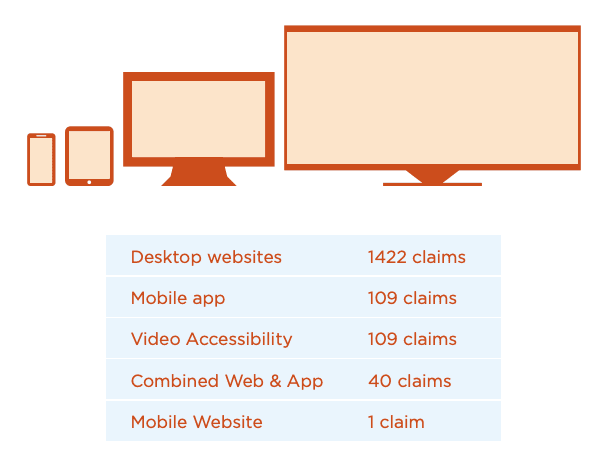 Desktop websites 1422 claims
Mobile app 109 claims
Video Accessibility 109 claims
Combined Web & App 40 claims
Mobile Website 1 claim